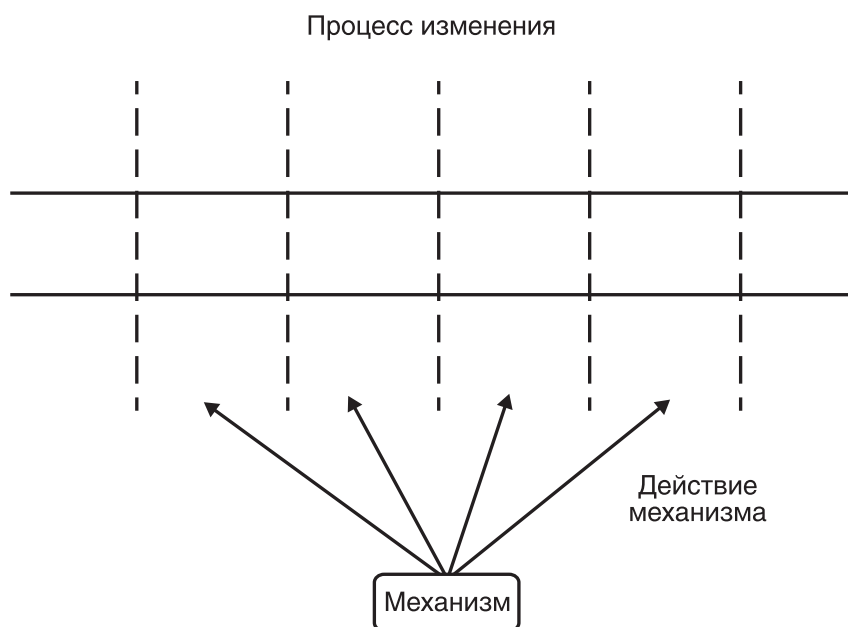 Процесс изменения
Действие
механизма
Механизм